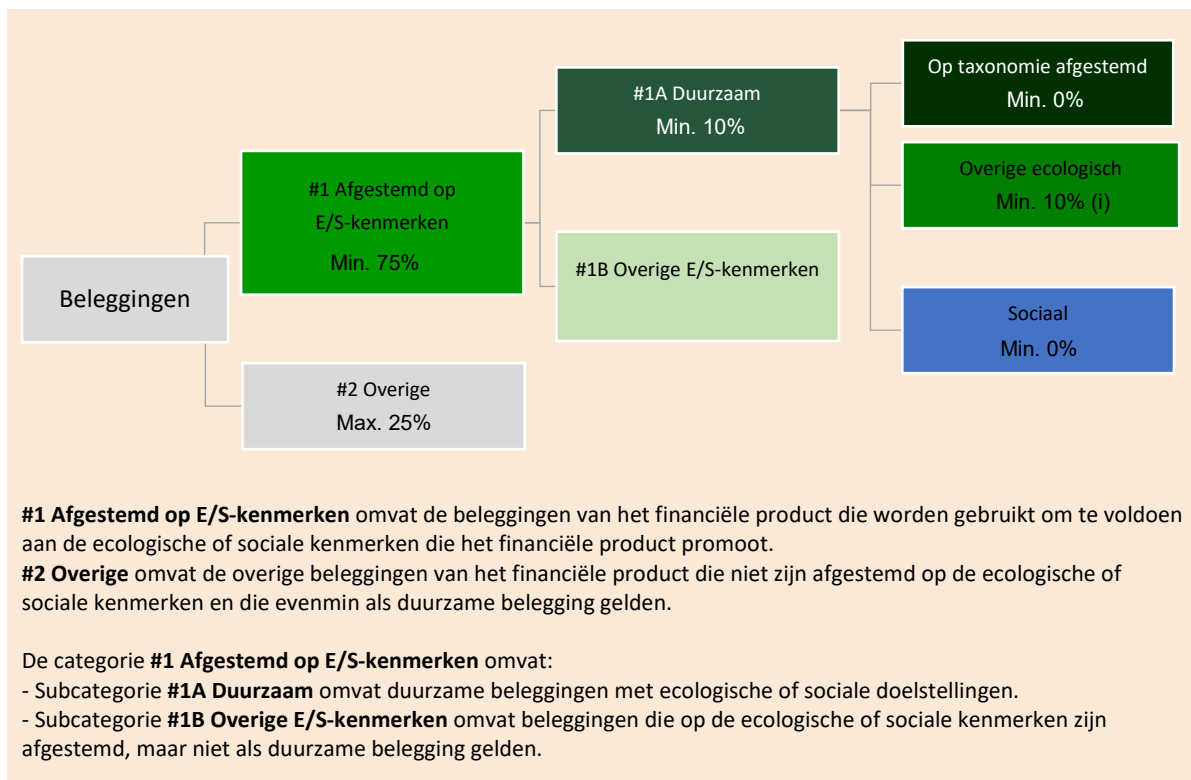 Beleggingen
#1 Afgestemd op
E/S-kenmerken
Min. 75%
#2 Overige
Max. 25%
#1A Duurzaam
Min. 10%
#1B Overige E/S-kenmerken
Op taxonomie afgestemd
Min. 0%
Overige ecologisch
Min. 10% (i)
Sociaal
Min. 0%
#1 Afgestemd op E/S-kenmerken omvat de beleggingen van het financiële product die worden gebruikt om te voldoen
aan de ecologische of sociale kenmerken die het financiële product promoot.
#2 Overige omvat de overige beleggingen van het financiële product die niet zijn afgestemd op de ecologische of
sociale kenmerken en die evenmin als duurzame belegging gelden.
De categorie #1 Afgestemd op E/S-kenmerken omvat:
- Subcategorie #1A Duurzaam omvat duurzame beleggingen met ecologische of sociale doelstellingen.
- Subcategorie #1B Overige E/S-kenmerken omvat beleggingen die op de ecologische of sociale kenmerken zijn
afgestemd, maar niet als duurzame belegging gelden.